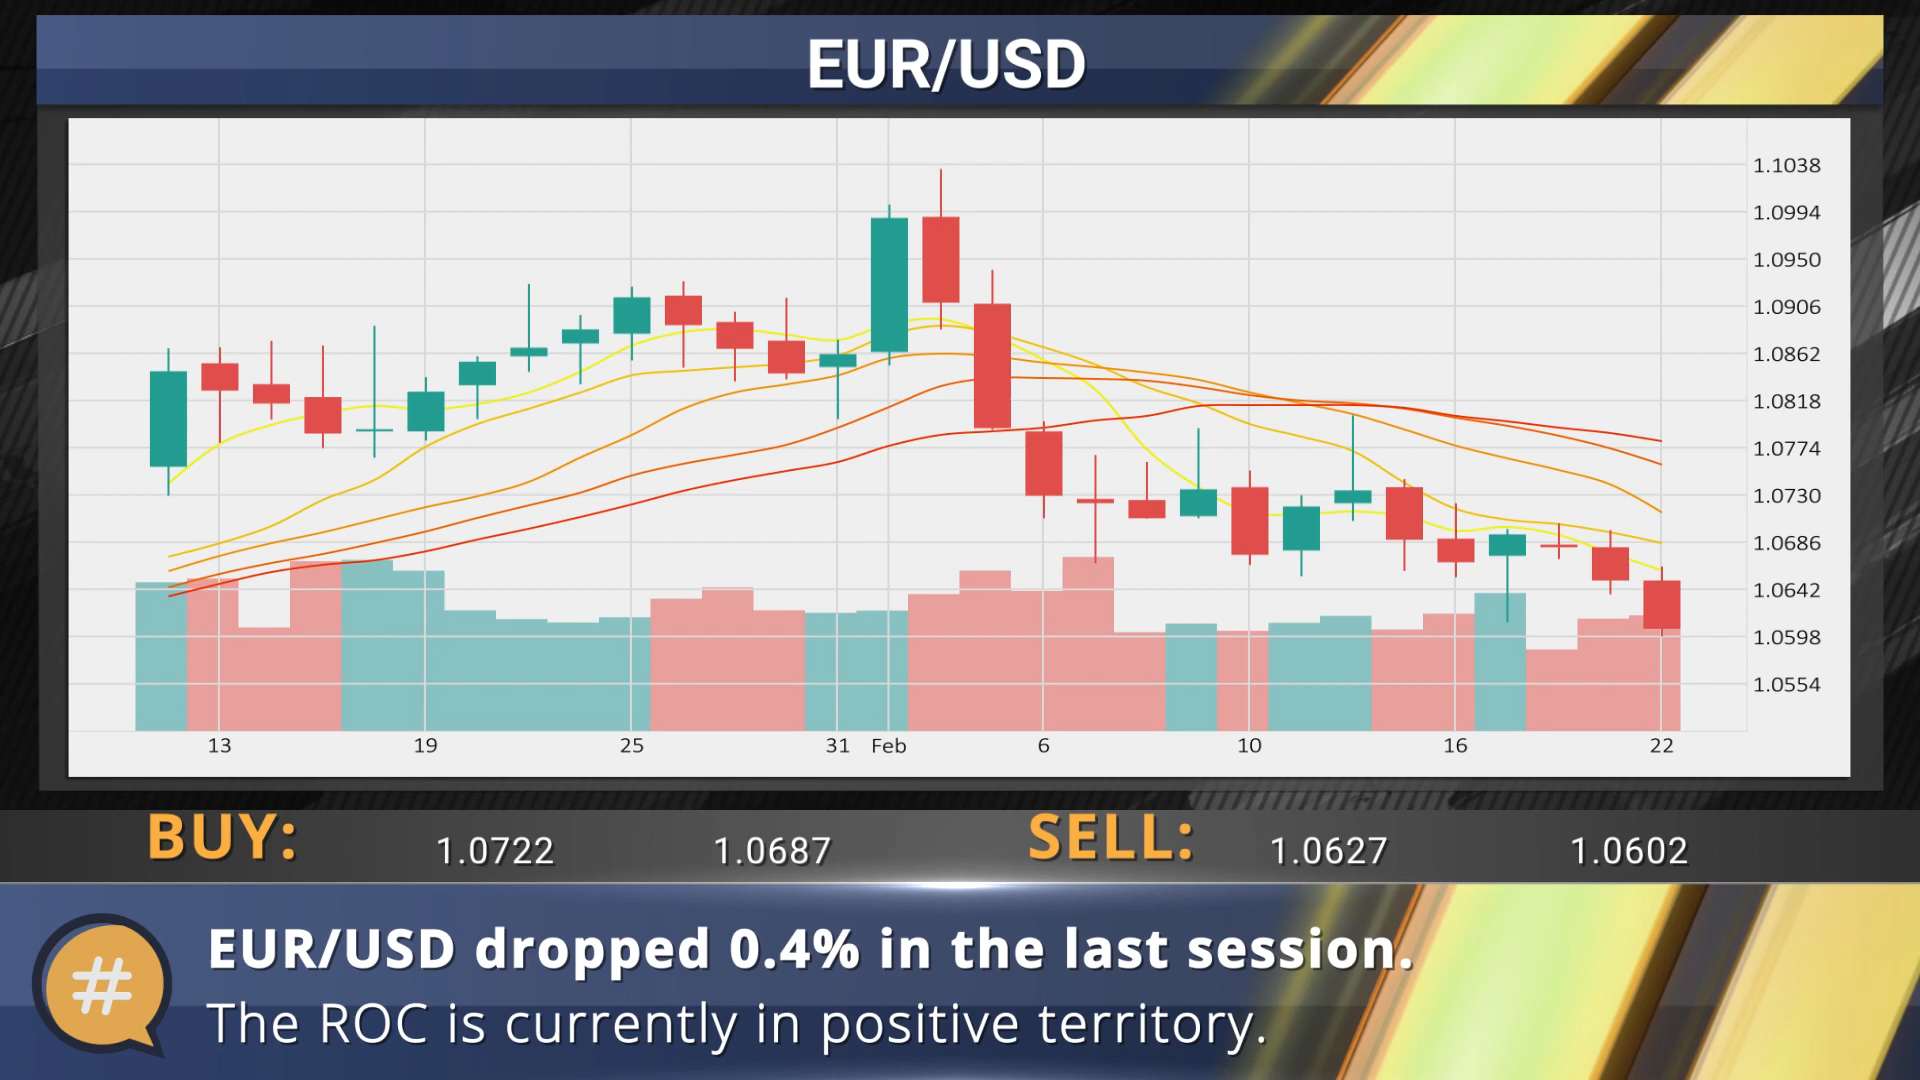 EUR/USD
1.1038
1.0994
1.0950
1.0906
1.0862
1.0818
1.0774
1.0730
1.0686
1.0642
1.0598
1.0554
13 19 25 31 Feb 6 10 16 22
BUY: 1.0722 1.0687 SELL: 1.0627 1.0602
# EUR/USD dropped 0.4% in the last session.
The ROC is currently in positive territory.